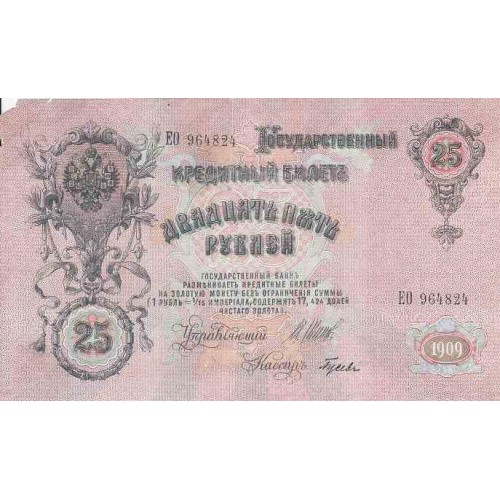 ЕО 964824
Государственный
25
Кредитный Билетъ
Двадцать пять
Рублей
Государственный Банкъ
размѣниваетъ кредитные билеты
на золотую монету безъ ограниченія суммы
(1 рубль = 1/15 имперіала, содержитъ 17,424 долей
чистаго золота).
ЕО 964824
Управляющій
25
Кассиръ
1909